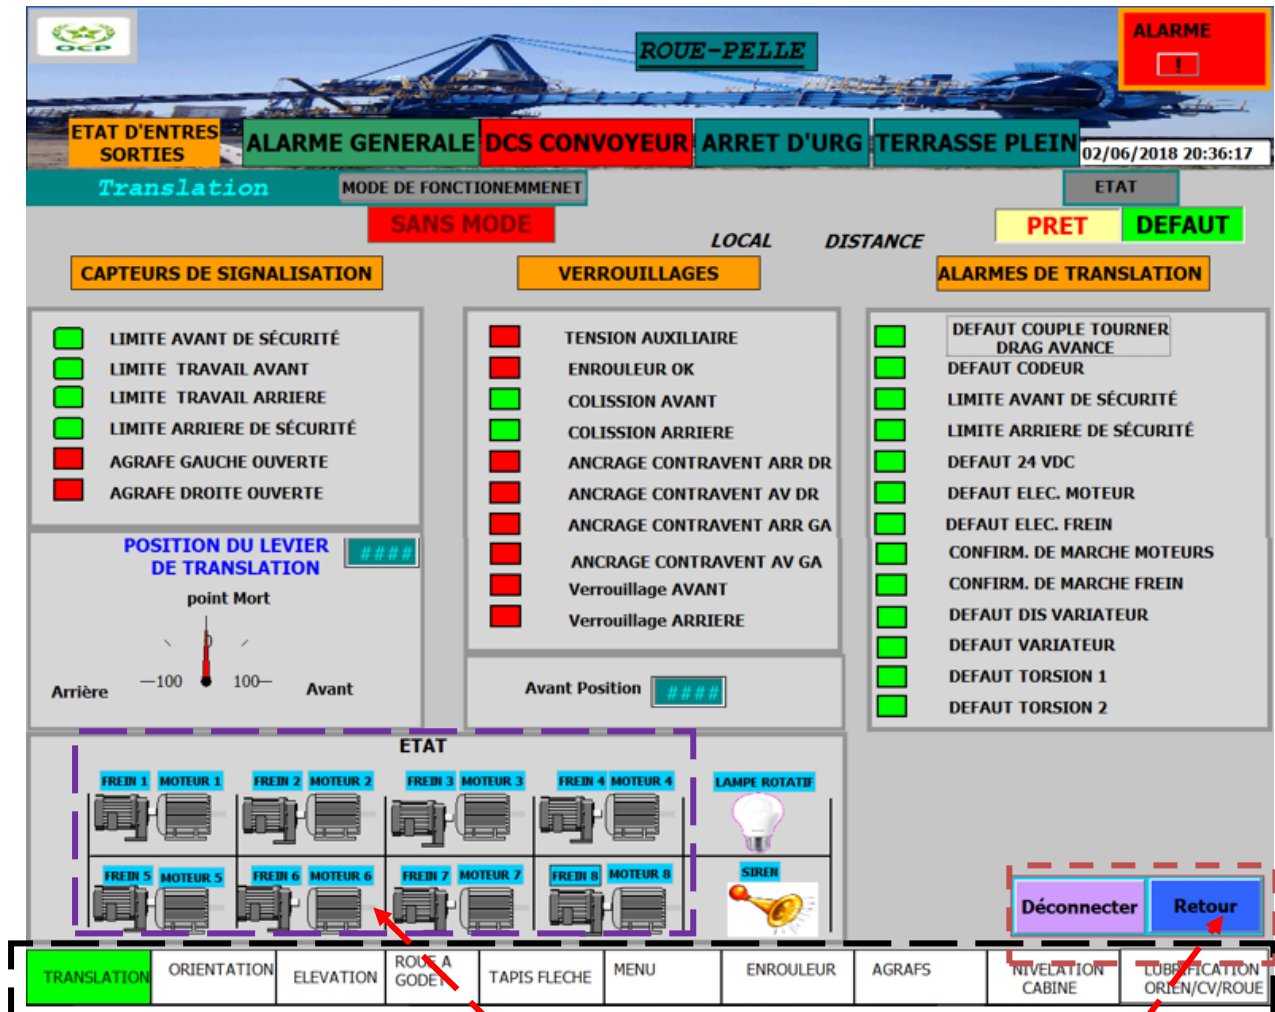 OCP
ROUE-PELLE
ALARME
!
ETAT D'ENTRES
SORTIES
ALARME GENERALE
DCS CONVOYEUR
ARRET D'URG
TERRASSE PLEIN
02/06/2018 20:36:17
Translation
MODE DE FONCTIONEMMENET
ETAT
SANS MODE
LOCAL
DISTANCE
PRET
DEFAUT
CAPTEURS DE SIGNALISATION
LIMITE AVANT DE SÉCURITÉ
LIMITE TRAVAIL AVANT
LIMITE TRAVAIL ARRIERE
LIMITE ARRIERE DE SÉCURITÉ
AGRAFE GAUCHE OUVERTE
AGRAFE DROITE OUVERTE
VERROUILLAGES
TENSION AUXILIAIRE
ENROULEUR OK
COLISSION AVANT
COLISSION ARRIERE
ANCRAGE CONTRAVENT ARR DR
ANCRAGE CONTRAVENT AV DR
ANCRAGE CONTRAVENT ARR GA
ANCRAGE CONTRAVENT AV GA
Verrouillage AVANT
Verrouillage ARRIERE
ALARMES DE TRANSLATION
DEFAUT COUPLE TOURNER
DRAG AVANCE
DEFAUT CODEUR
LIMITE AVANT DE SÉCURITÉ
LIMITE ARRIERE DE SÉCURITÉ
DEFAUT 24 VDC
DEFAUT ELEC. MOTEUR
DEFAUT ELEC. FREIN
CONFIRM. DE MARCHE MOTEURS
CONFIRM. DE MARCHE FREIN
DEFAUT DIS VARIATEUR
DEFAUT VARIATEUR
DEFAUT TORSION 1
DEFAUT TORSION 2
POSITION DU LEVIER
DE TRANSLATION
####
point Mort
0
Arrière
-100
100
Avant
Avant Position
####
ETAT
FREIN 1
MOTEUR 1
FREIN 2
MOTEUR 2
FREIN 3
MOTEUR 3
FREIN 4
MOTEUR 4
LAMPE ROTATIF
FREIN 5
MOTEUR 5
FREIN 6
MOTEUR 6
FREIN 7
MOTEUR 7
FREIN 8
MOTEUR 8
SIREN
Déconnecter
Retour
TRANSLATION
ORIENTATION
ELEVATION
ROUE A
GODET
TAPIS FLECHE
MENU
ENROULEUR
AGRAFS
NIVELATION
CABINE
LUBRIFICATION
ORIEN/CV/ROUE